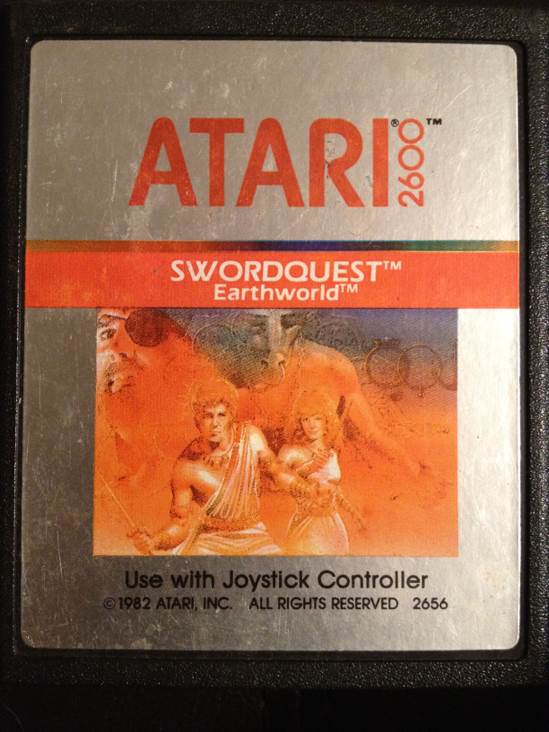 ATARI® 2600™
SWORDQUEST™
Earthworld™
Use with Joystick Controller
©1982 ATARI, INC. ALL RIGHTS RESERVED 2656